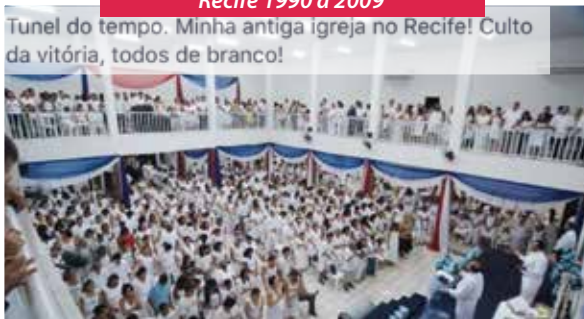 Recife 1990 a 2009
Tunel do tempo. Minha antiga igreja no Recife! Culto
da vitória, todos de branco!